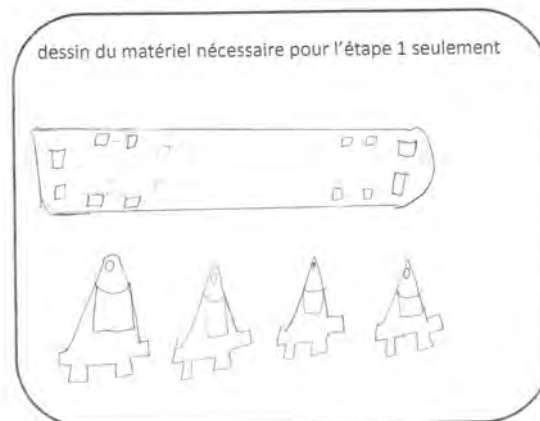 dessin du matériel nécessaire pour l'étape 1 seulement